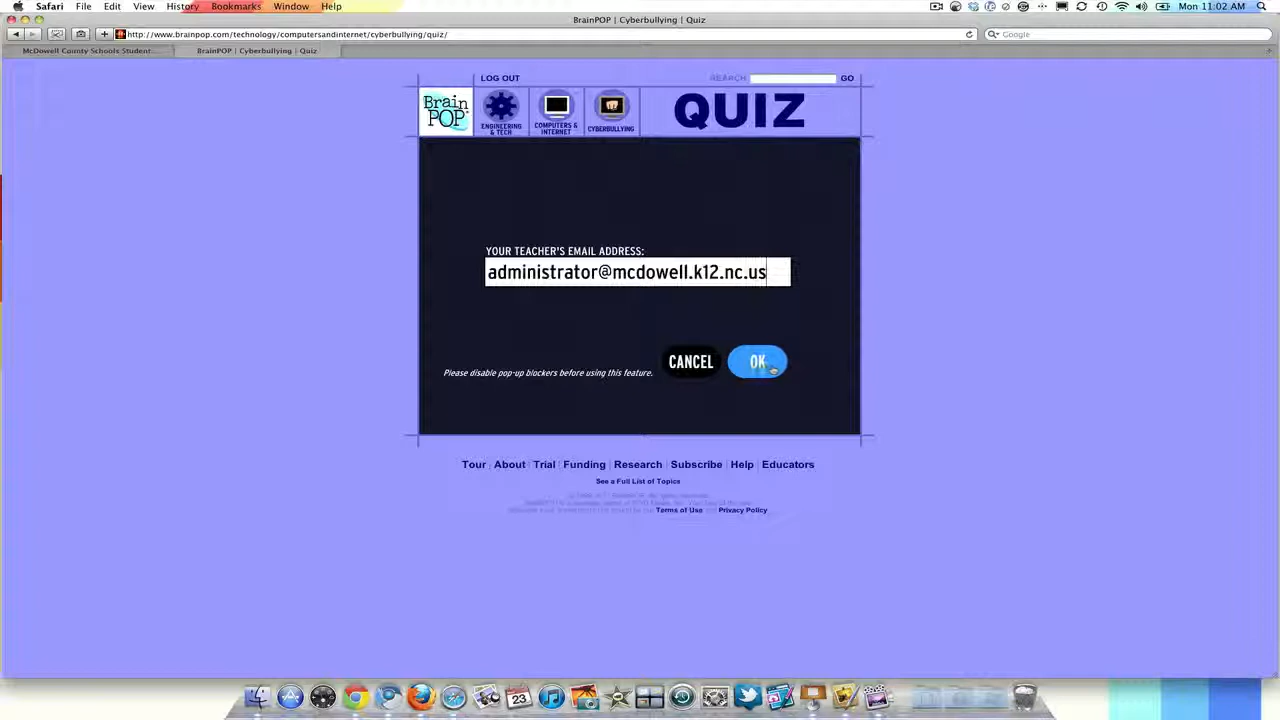 Safari File Edit View History Bookmarks Window Help Mon 11:02 AM
BrainPOP | Cyberbullying | Quiz
http://www.brainpop.com/technology/computersandinternet/cyberbullying/quiz/ Google
McDowell County Schools Student... BrainPOP | Cyberbullying | Quiz
LOG OUT SEARCH GO
Brain POP
ENGINEERING & TECH
COMPUTERS & INTERNET
CYBERBULLYING
QUIZ
YOUR TEACHER'S EMAIL ADDRESS:
administrator@mcdowell.k12.nc.us
CANCEL OK
Please disable pop-up blockers before using this feature.
Tour About Trial Funding Research Subscribe Help Educators
See a Full List of Topics
Terms of Use Privacy Policy
23